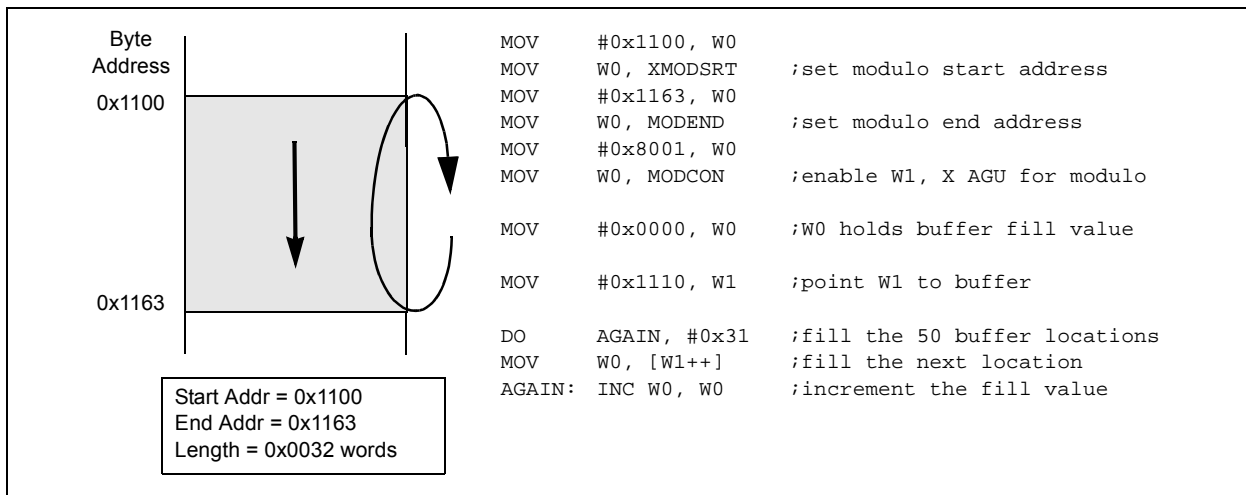 Byte
Address
0x1100
0x1163
Start Addr = 0x1100
End Addr = 0x1163
Length = 0x0032 words
MOV #0x1100, W0
MOV W0, XMODSRT ;set modulo start address
MOV #0x1163, W0
MOV W0, MODEND ;set modulo end address
MOV #0x8001, W0
MOV W0, MODCON ;enable W1, X AGU for modulo
MOV #0x0000, W0 ;W0 holds buffer fill value
MOV #0x1110, W1 ;point W1 to buffer
DO AGAIN, #0x31 ;fill the 50 buffer locations
MOV W0, [W1++] ;fill the next location
AGAIN: INC W0, W0 ;increment the fill value